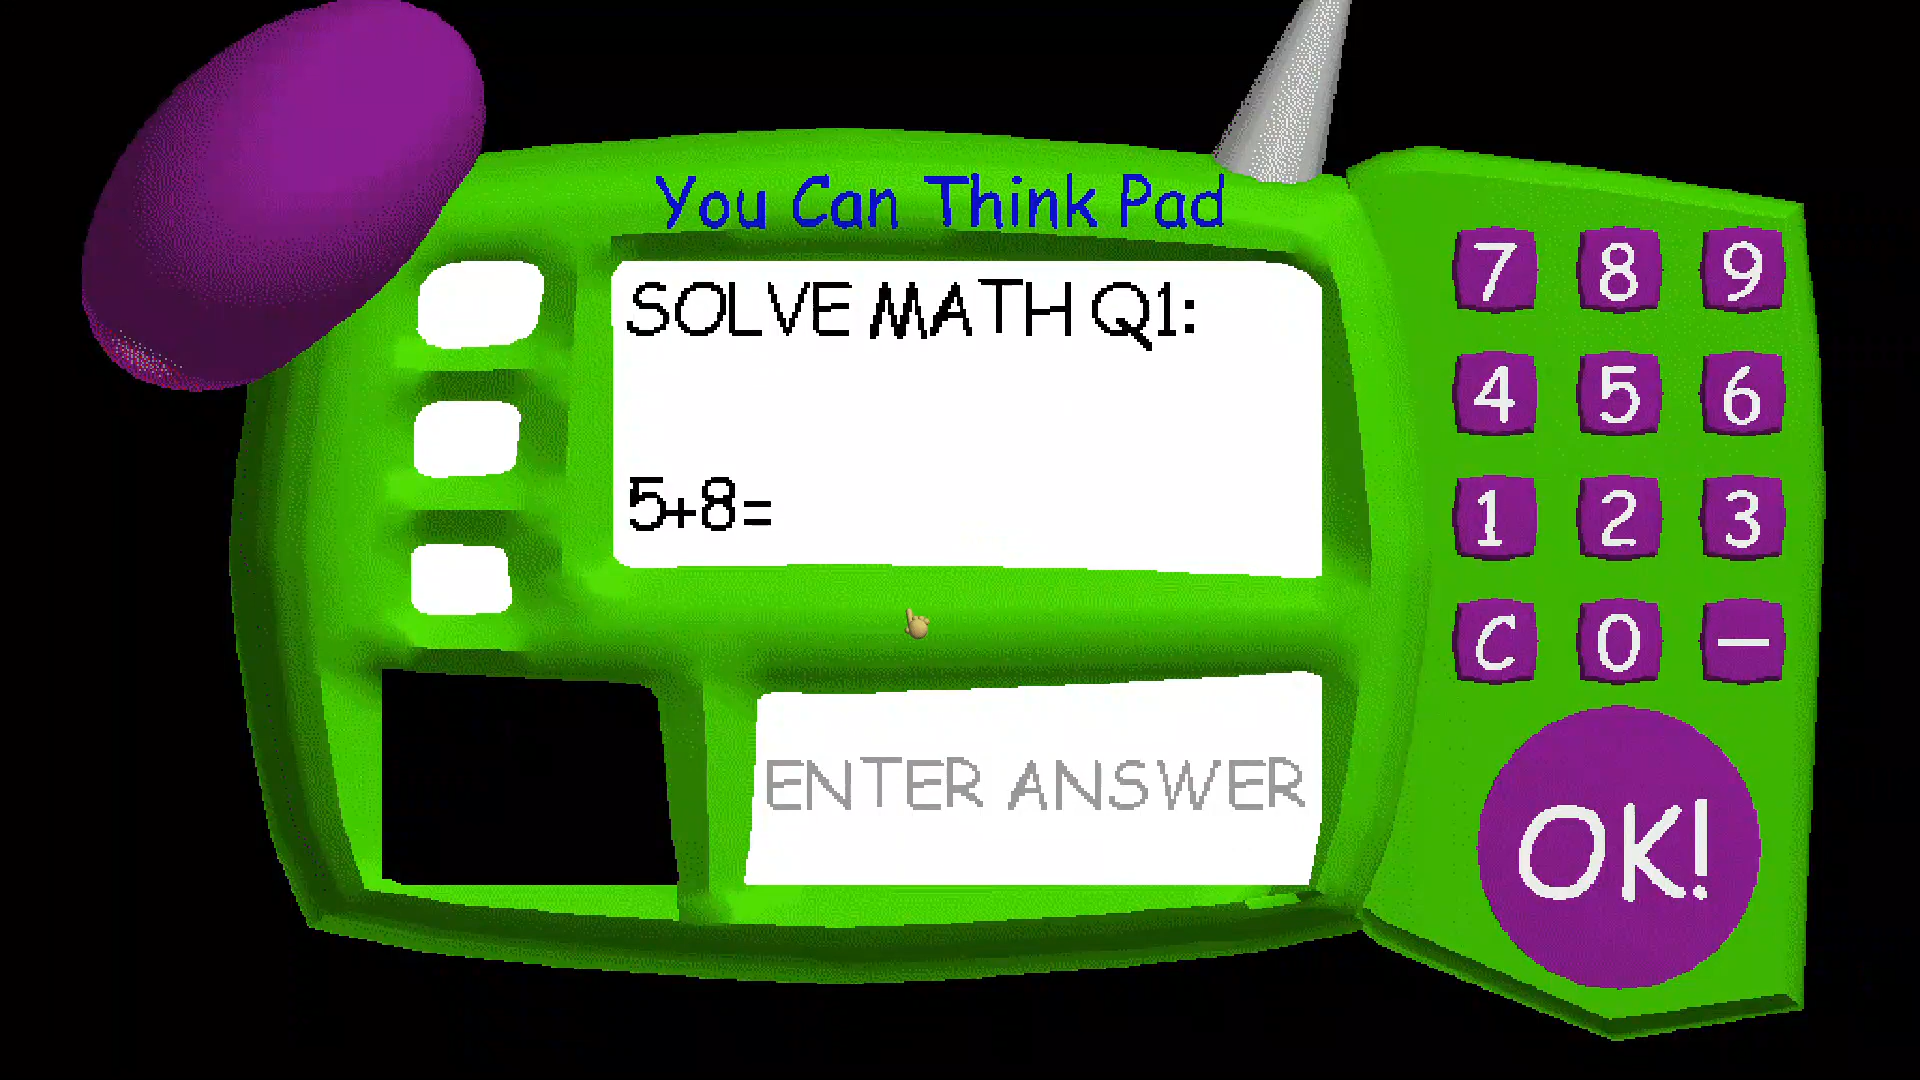 You Can Think Pad
SOLVE MATH Q1:
5+8=
ENTER ANSWER
7 8 9
4 5 6
1 2 3
C 0 –
OK!